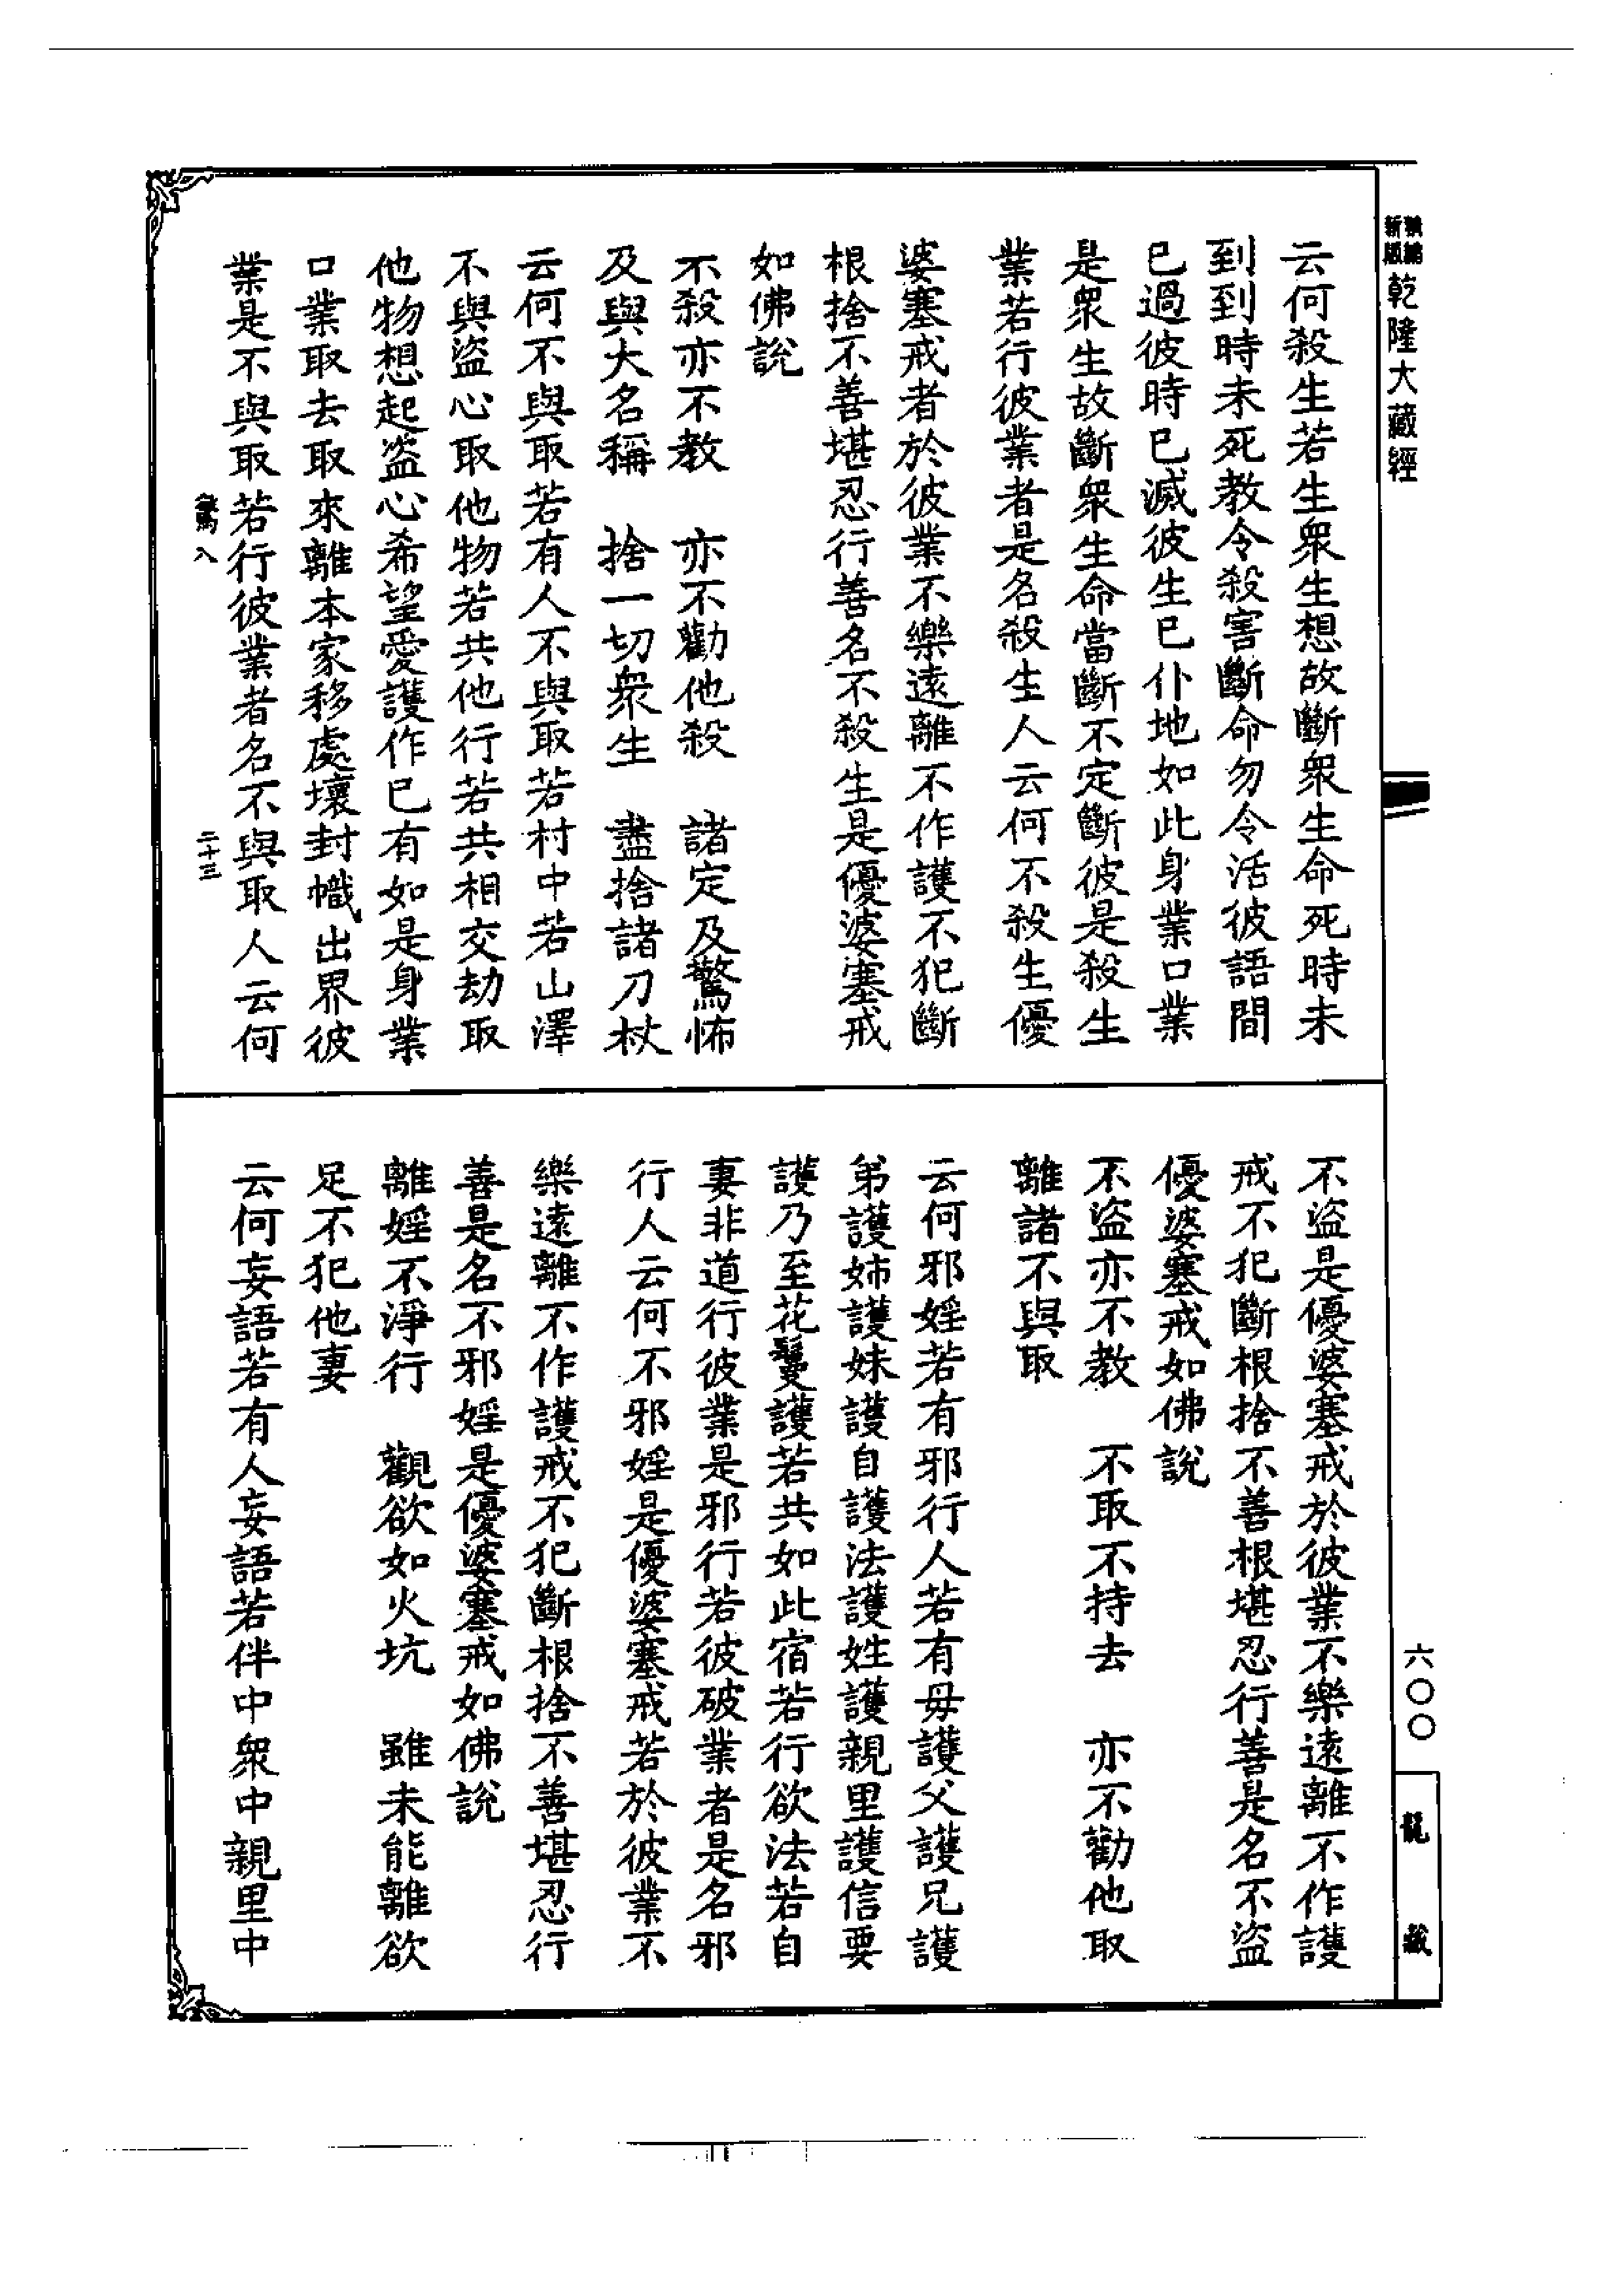 新編
縮版
乾隆大藏經
云何殺生若生眾生想故斷眾生命死時未
到到時未死教令殺害斷命勿令活彼語間
已過彼時已滅彼生已仆地如此身業口業
是眾生故斷眾生命當斷不定斷彼是殺生
業若行彼業者是名殺生人云何不殺生優
婆塞戒者於彼業不樂遠離不作護不犯斷
根捨不善堪忍行善名不殺生是優婆塞戒
如佛說
不殺亦不教　亦不勸他殺　諸定及驚怖
及與大名稱　捨一切眾生　盡捨諸刀杖
云何不與取若有人不與取若村中若山澤
不與盜心取他物若共他行若共相交劫取
他物想起盜心希望愛護作已有如是身業
口業取去取來離本家移處壞封幟出界彼
業是不與取若行彼業者名不與取人云何
驚入
二十三
不盜是優婆塞戒於彼業不樂遠離不作護
戒不犯斷根捨不善根堪忍行善是名不盜
優婆塞戒如佛說
不盜亦不教　不取不持去　亦不勸他取
離諸不與取
云何邪婬若有邪行人若有母護父護兄護
弟護姉護妹護自護法護姓護親里護信要
護乃至花鬘護若共如此宿若行欲法若自
妻非道行彼業是邪行若彼破業者是名邪
行人云何不邪婬是優婆塞戒若於彼業不
樂遠離不作護戒不犯斷根捨不善堪忍行
善是名不邪婬是優婆塞戒如佛說
離婬不淨行　觀欲如火坑　雖未能離欲
足不犯他妻
云何妄語若有人妄語若伴中眾中親里中
六〇〇
龍藏